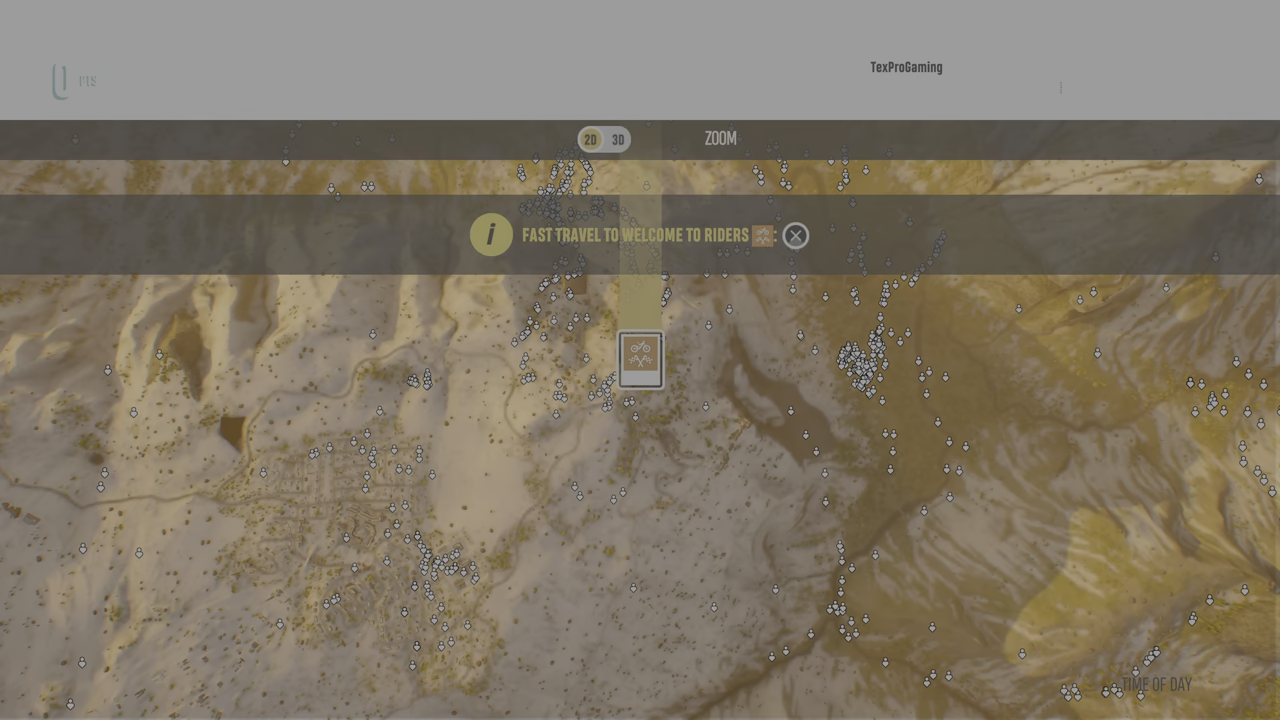 TexProGaming
2D 3D ZOOM
i FAST TRAVEL TO WELCOME TO RIDERS :
TIME OF DAY